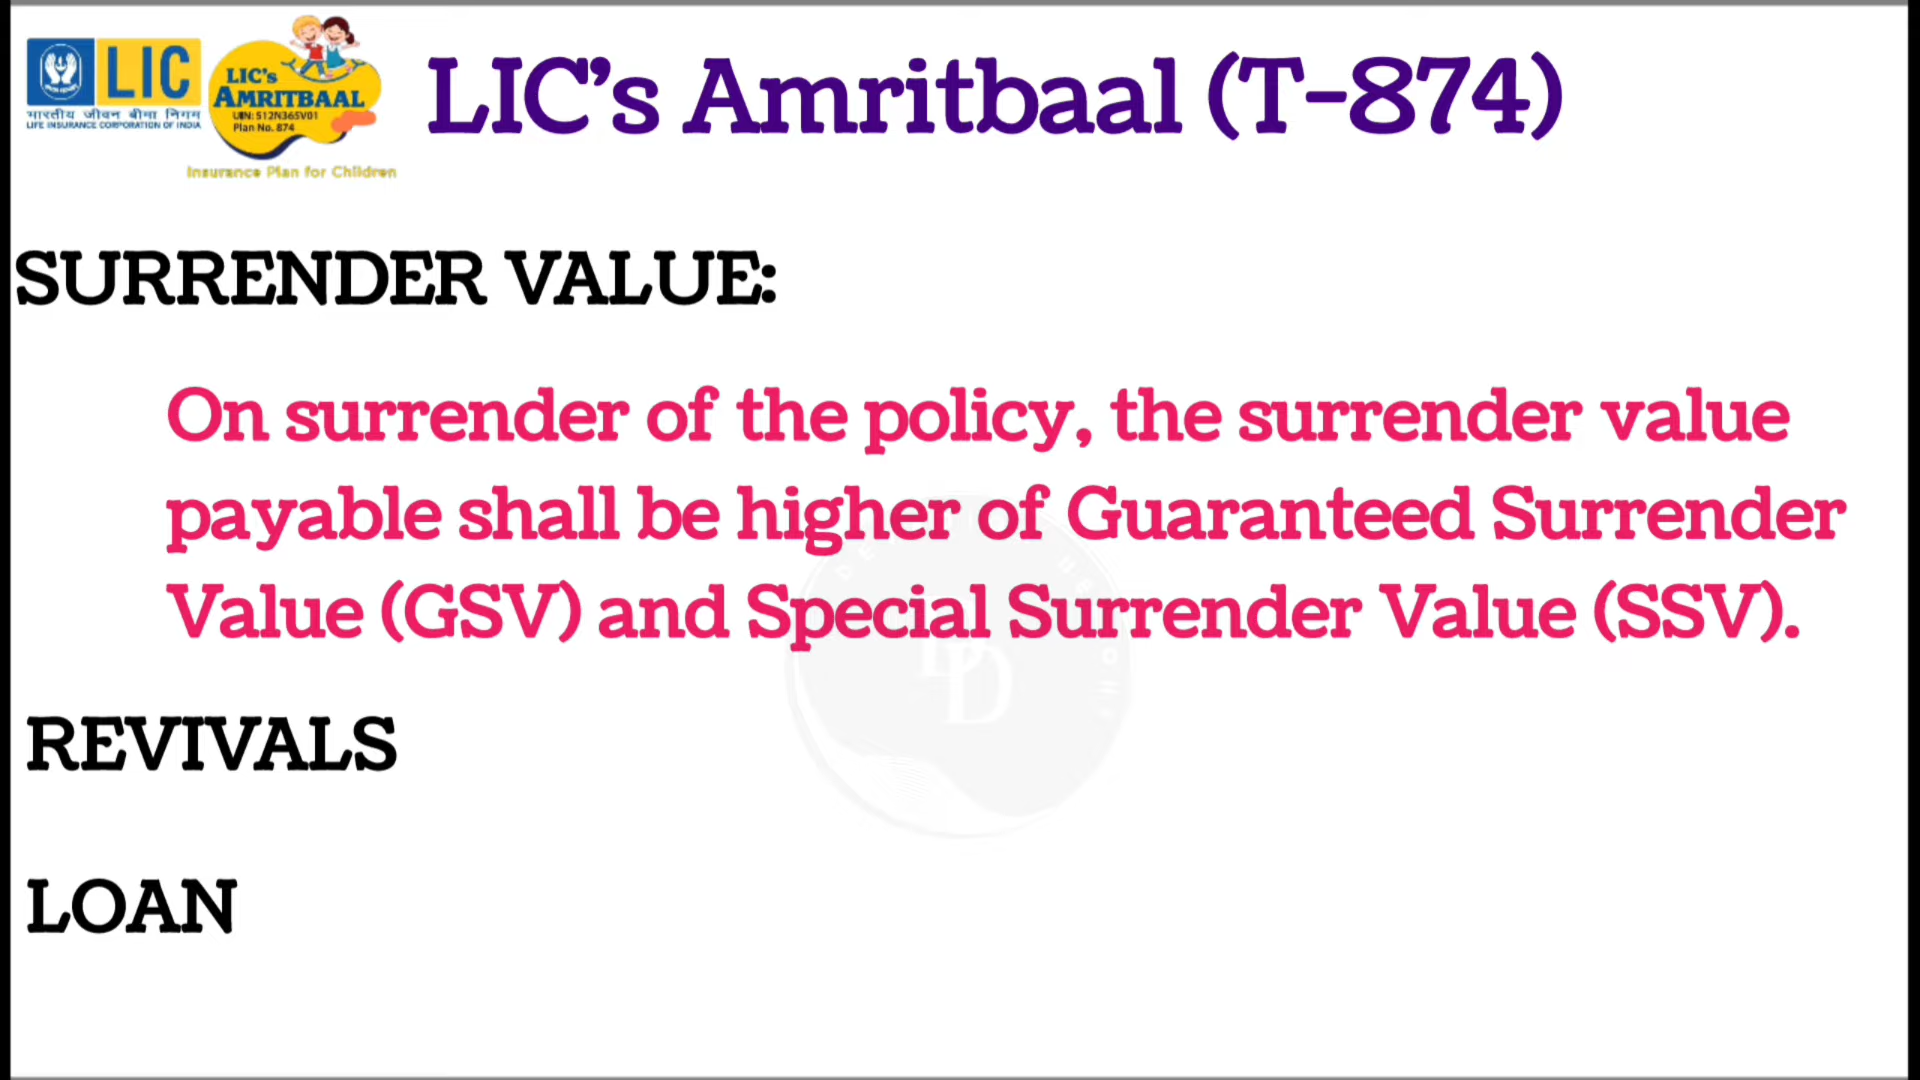 LIC
भारतीय जीवन बीमा निगम
LIFE INSURANCE CORPORATION OF INDIA
LIC's
AMRITBAAL
UIN: 512N365V01
Plan No. 874
Insurance Plan for Children
LIC's Amritbaal (T-874)
SURRENDER VALUE:
On surrender of the policy, the surrender value
payable shall be higher of Guaranteed Surrender
Value (GSV) and Special Surrender Value (SSV).
REVIVALS
LOAN